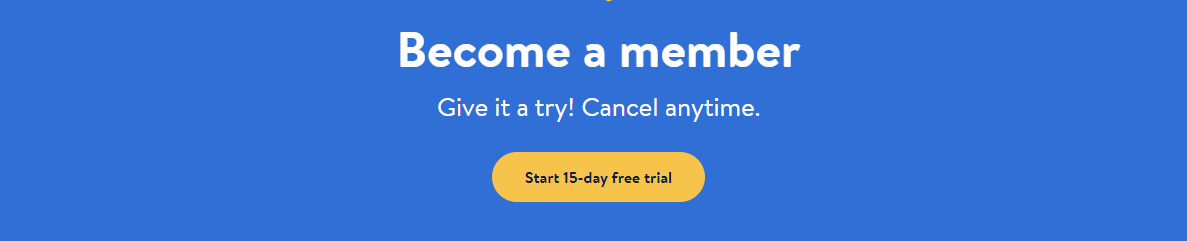 Become a member
Give it a try! Cancel anytime.
Start 15-day free trial